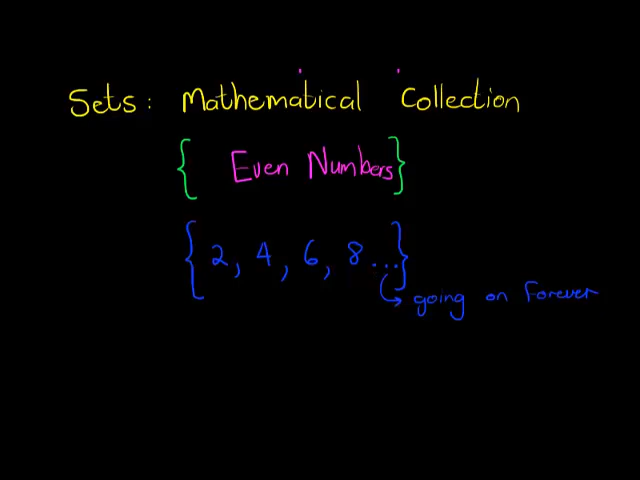 Sets: Mathematical Collection
{ Even Numbers}
{ 2, 4, 6, 8 ...}
going on forever